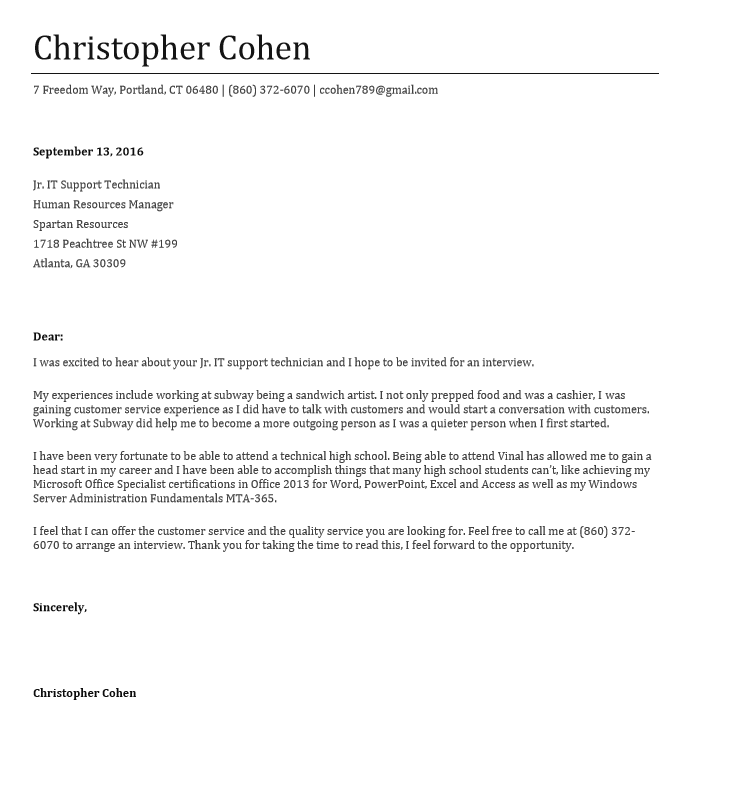 Christopher Cohen
7 Freedom Way, Portland, CT 06480 | (860) 372-6070 | ccohen789@gmail.com
September 13, 2016
Jr. IT Support Technician
Human Resources Manager
Spartan Resources
1718 Peachtree St NW #199
Atlanta, GA 30309
Dear:
I was excited to hear about your Jr. IT support technician and I hope to be invited for an interview.
My experiences include working at subway being a sandwich artist. I not only prepped food and was a cashier, I was
gaining customer service experience as I did have to talk with customers and would start a conversation with customers.
Working at Subway did help me to become a more outgoing person as I was a quieter person when I first started.
I have been very fortunate to be able to attend a technical high school. Being able to attend Vinal has allowed me to gain a
head start in my career and I have been able to accomplish things that many high school students can't, like achieving my
Microsoft Office Specialist certifications in Office 2013 for Word, PowerPoint, Excel and Access as well as my Windows
Server Administration Fundamentals MTA-365.
I feel that I can offer the customer service and the quality service you are looking for. Feel free to call me at (860) 372-
6070 to arrange an interview. Thank you for taking the time to read this, I feel forward to the opportunity.
Sincerely,
Christopher Cohen